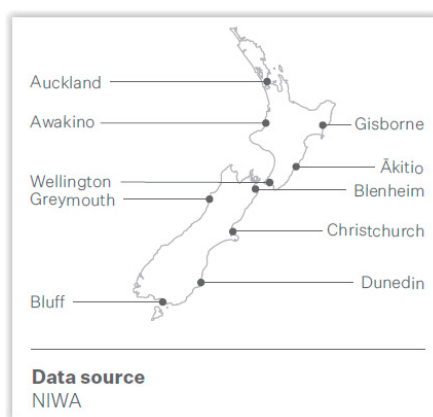 Auckland
Awakino
Gisborne
Ākitio
Wellington
Blenheim
Greymouth
Christchurch
Dunedin
Bluff
Data source
NIWA